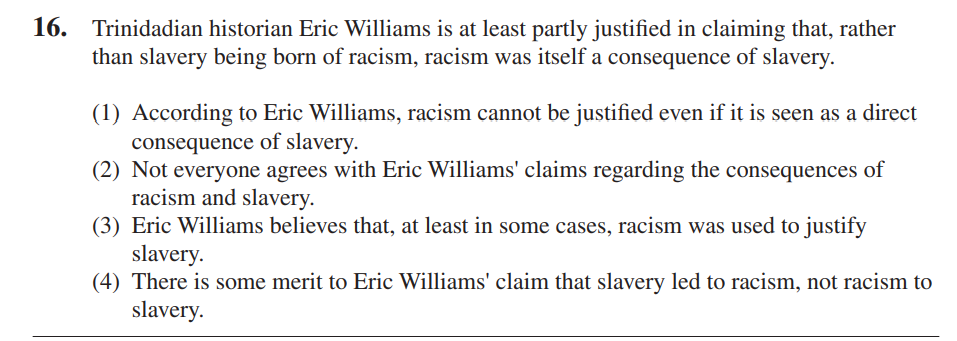 16. Trinidadian historian Eric Williams is at least partly justified in claiming that, rather
than slavery being born of racism, racism was itself a consequence of slavery.
(1) According to Eric Williams, racism cannot be justified even if it is seen as a direct
consequence of slavery.
(2) Not everyone agrees with Eric Williams' claims regarding the consequences of
racism and slavery.
(3) Eric Williams believes that, at least in some cases, racism was used to justify
slavery.
(4) There is some merit to Eric Williams' claim that slavery led to racism, not racism to
slavery.